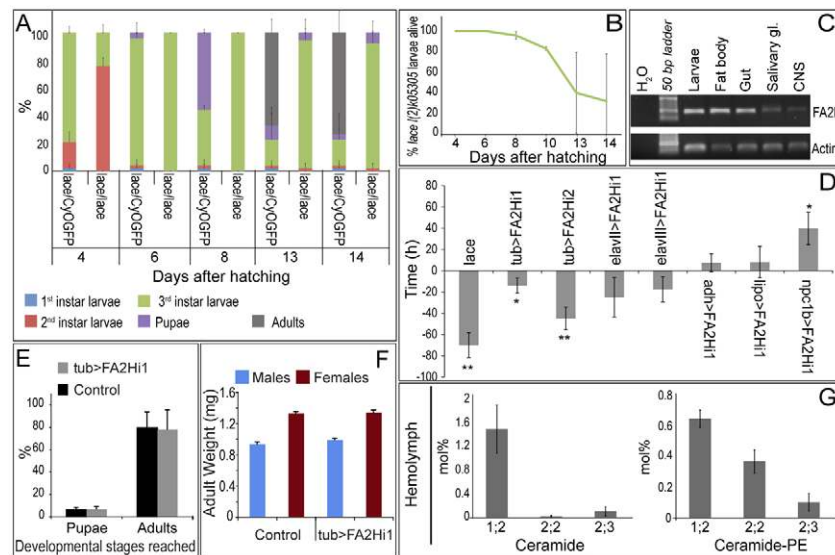 A
100
80
60
40
20
0
%
lace/CyOGFP
lace/lace
lace/CyOGFP
lace/lace
lace/CyOGFP
lace/lace
lace/CyOGFP
lace/lace
lace/CyOGFP
lace/lace
4 6 8 13 14
Days after hatching
1st instar larvae
2nd instar larvae
3rd instar larvae
Pupae
Adults
B
% lace l(2)k05305 larvae alive
100
80
60
40
20
0
4 6 8 10 13 14
Days after hatching
C
H2O
50 bp ladder
Larvae
Fat body
Gut
Salivary gl.
CNS
Actin
D
Time (h)
80
60
40
20
0
-20
-40
-60
-80
-100
lace
tub>FA2Hi1
tub>FA2Hi2
elavII>FA2Hi1
elavIII>FA2Hi1
adh>FA2Hi1
lipo>FA2Hi1
npc1b>FA2Hi1
**
*
**
*
E
tub>FA2Hi1
Control
%
80
60
40
20
0
Pupae Adults
Developmental stages reached
F
Males Females
Adult Weight (mg)
1.6
1.2
0.8
0.4
0
Control tub>FA2Hi1
G
Hemolymph
mol%
2
1.6
1.2
0.8
0.4
0
1;2 2;2 2;3
Ceramide
mol%
0.8
0.6
0.4
0.2
0
1;2 2;2 2;3
Ceramide-PE